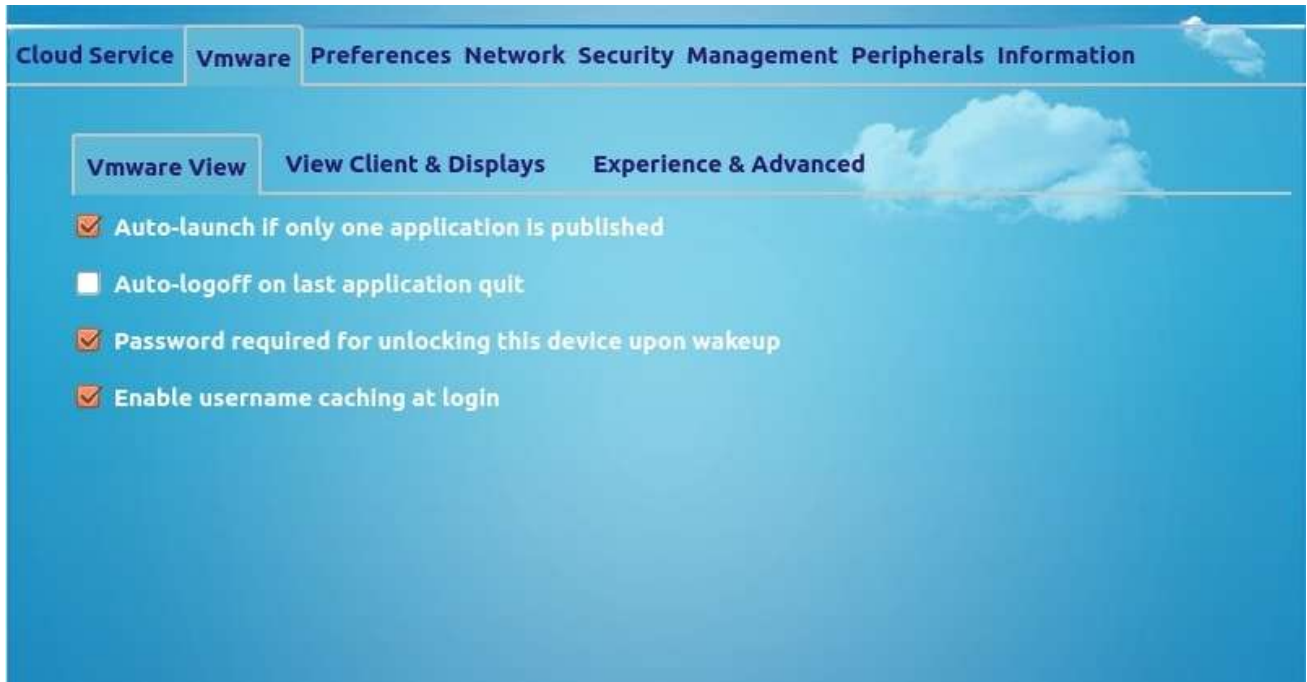 Cloud Service Vmware Preferences Network Security Management Peripherals Information
Vmware View View Client & Displays Experience & Advanced
Auto-launch if only one application is published
Auto-logoff on last application quit
Password required for unlocking this device upon wakeup
Enable username caching at login